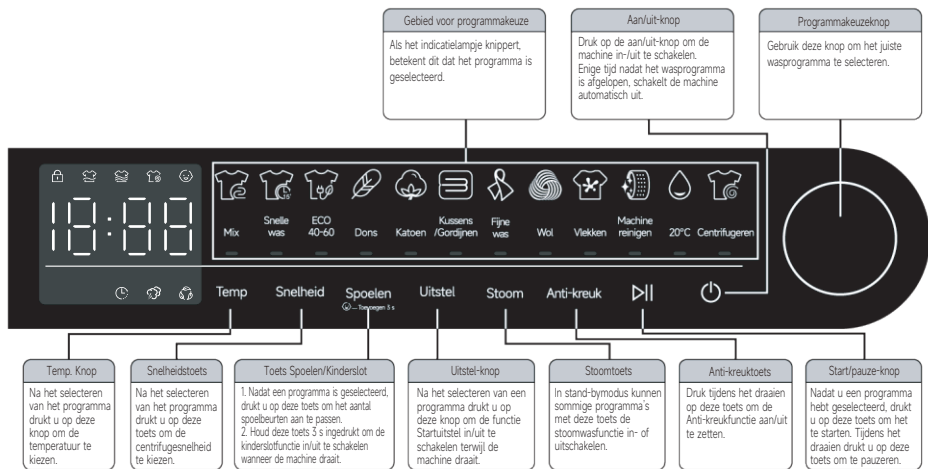 Gebied voor programmakeuze
Als het indicatielampje knippert,
betekent dit dat het programma is
geselecteerd.
Aan/uit-knop
Druk op de aan/uit-knop om de
machine in-/uit te schakelen.
Enige tijd nadat het wasprogramma
is afgelopen, schakelt de machine
automatisch uit.
Programmakeuzeknop
Gebruik deze knop om het juiste
wasprogramma te selecteren.
18:88
15'
Mix
Snelle
was
ECO
40-60
Dons
Katoen
Kussens
/Gordijnen
Fijne
was
Wol
Vlekken
Machine
reinigen
20°C
Centrifugeren
Temp
Snelheid
Spoelen
— Toevoegen 3 s
Uitstel
Stoom
Anti-kreuk
Temp. Knop
Na het selecteren
van het programma
drukt u op deze
knop om de
temperatuur te
kiezen.
Snelheidstoets
Na het selecteren
van het programma
drukt u op deze
toets om de
centrifugesnelheid
te kiezen.
Toets Spoelen/Kinderslot
1. Nadat een programma is geselecteerd,
drukt u op deze toets om het aantal
spoelbeurten aan te passen.
2. Houd deze toets 3 s ingedrukt om de
kinderslotfunctie in/uit te schakelen
wanneer de machine draait.
Uitstel-knop
Na het selecteren van een
programma drukt u op
deze knop om de functie
Startuitstel in/uit te
schakelen terwijl de
machine draait.
Stoomtoets
In stand-bymodus kunnen
sommige programma's
met deze toets de
stoomwasfunctie in- of
uitschakelen.
Anti-kreuktoets
Druk tijdens het draaien
op deze toets om de
Anti-kreukfunctie aan/uit
te zetten.
Start/pauze-knop
Nadat u een programma
hebt geselecteerd, drukt
u op deze toets om het
te starten. Tijdens het
draaien drukt u op deze
toets om te pauzeren.